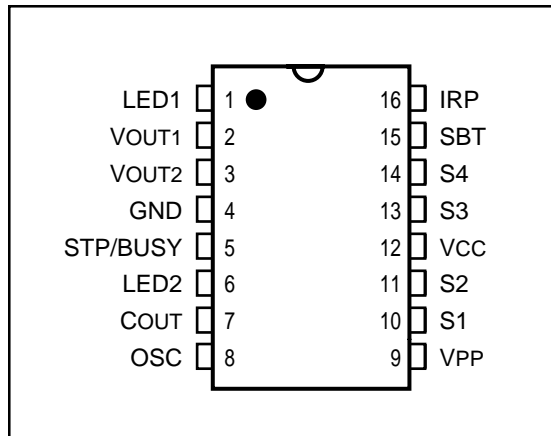 LED1 1 16 IRP
VOUT1 2 15 SBT
VOUT2 3 14 S4
GND 4 13 S3
STP/BUSY 5 12 VCC
LED2 6 11 S2
COUT 7 10 S1
OSC 8 9 VPP